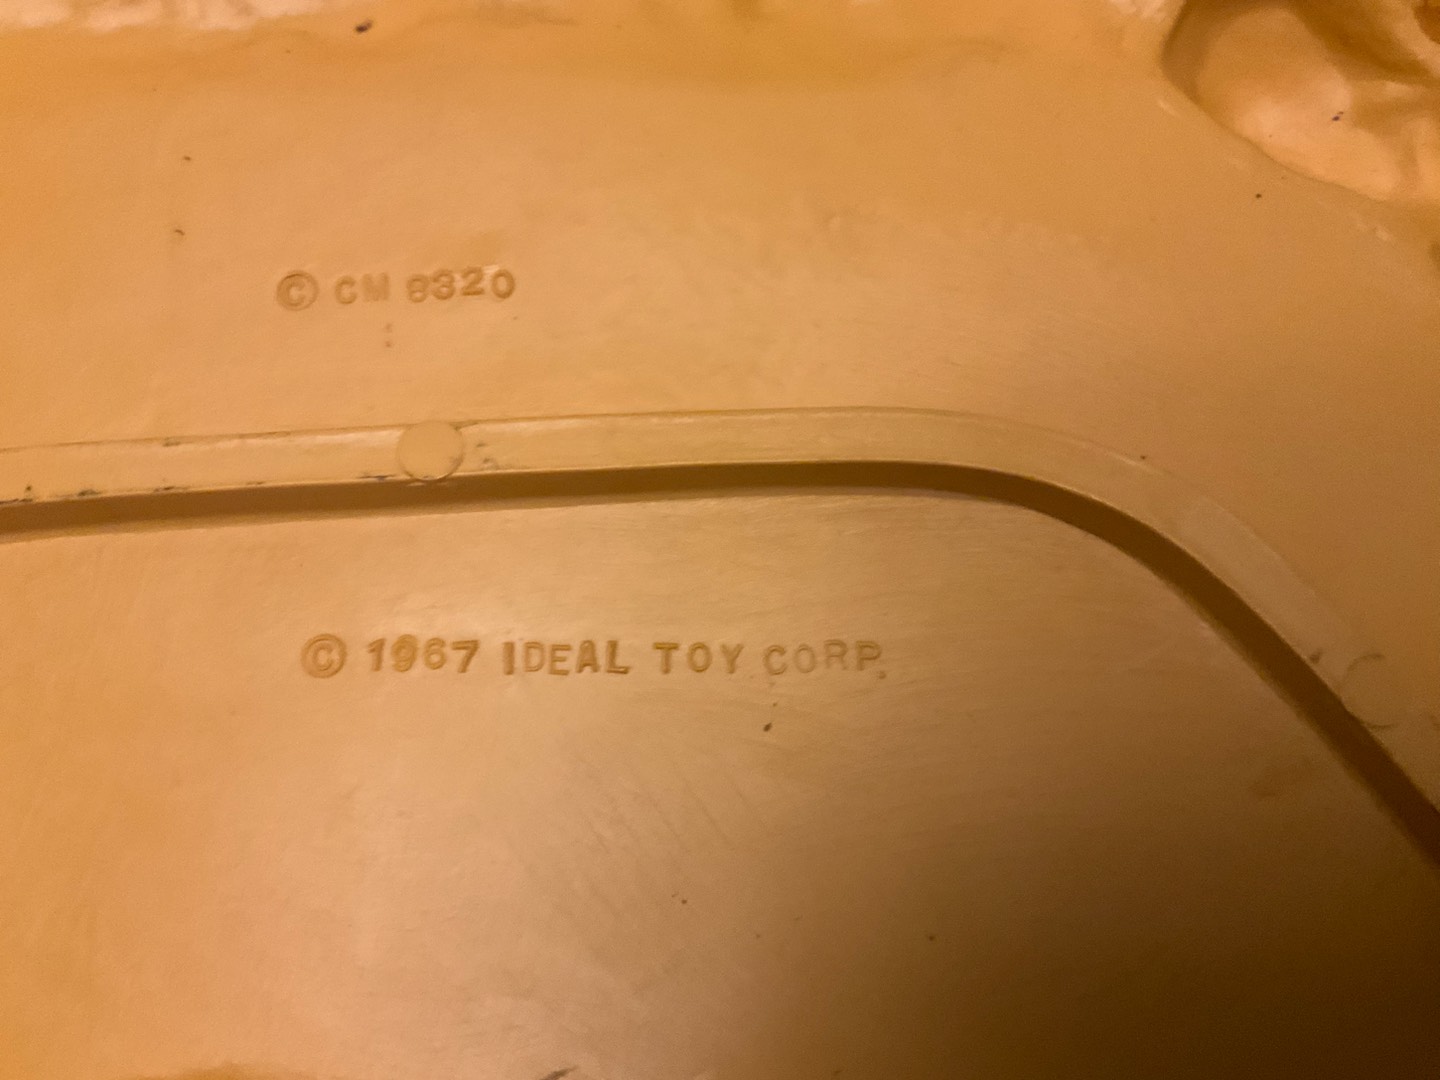 © CM 8320
© 1967 IDEAL TOY CORP.